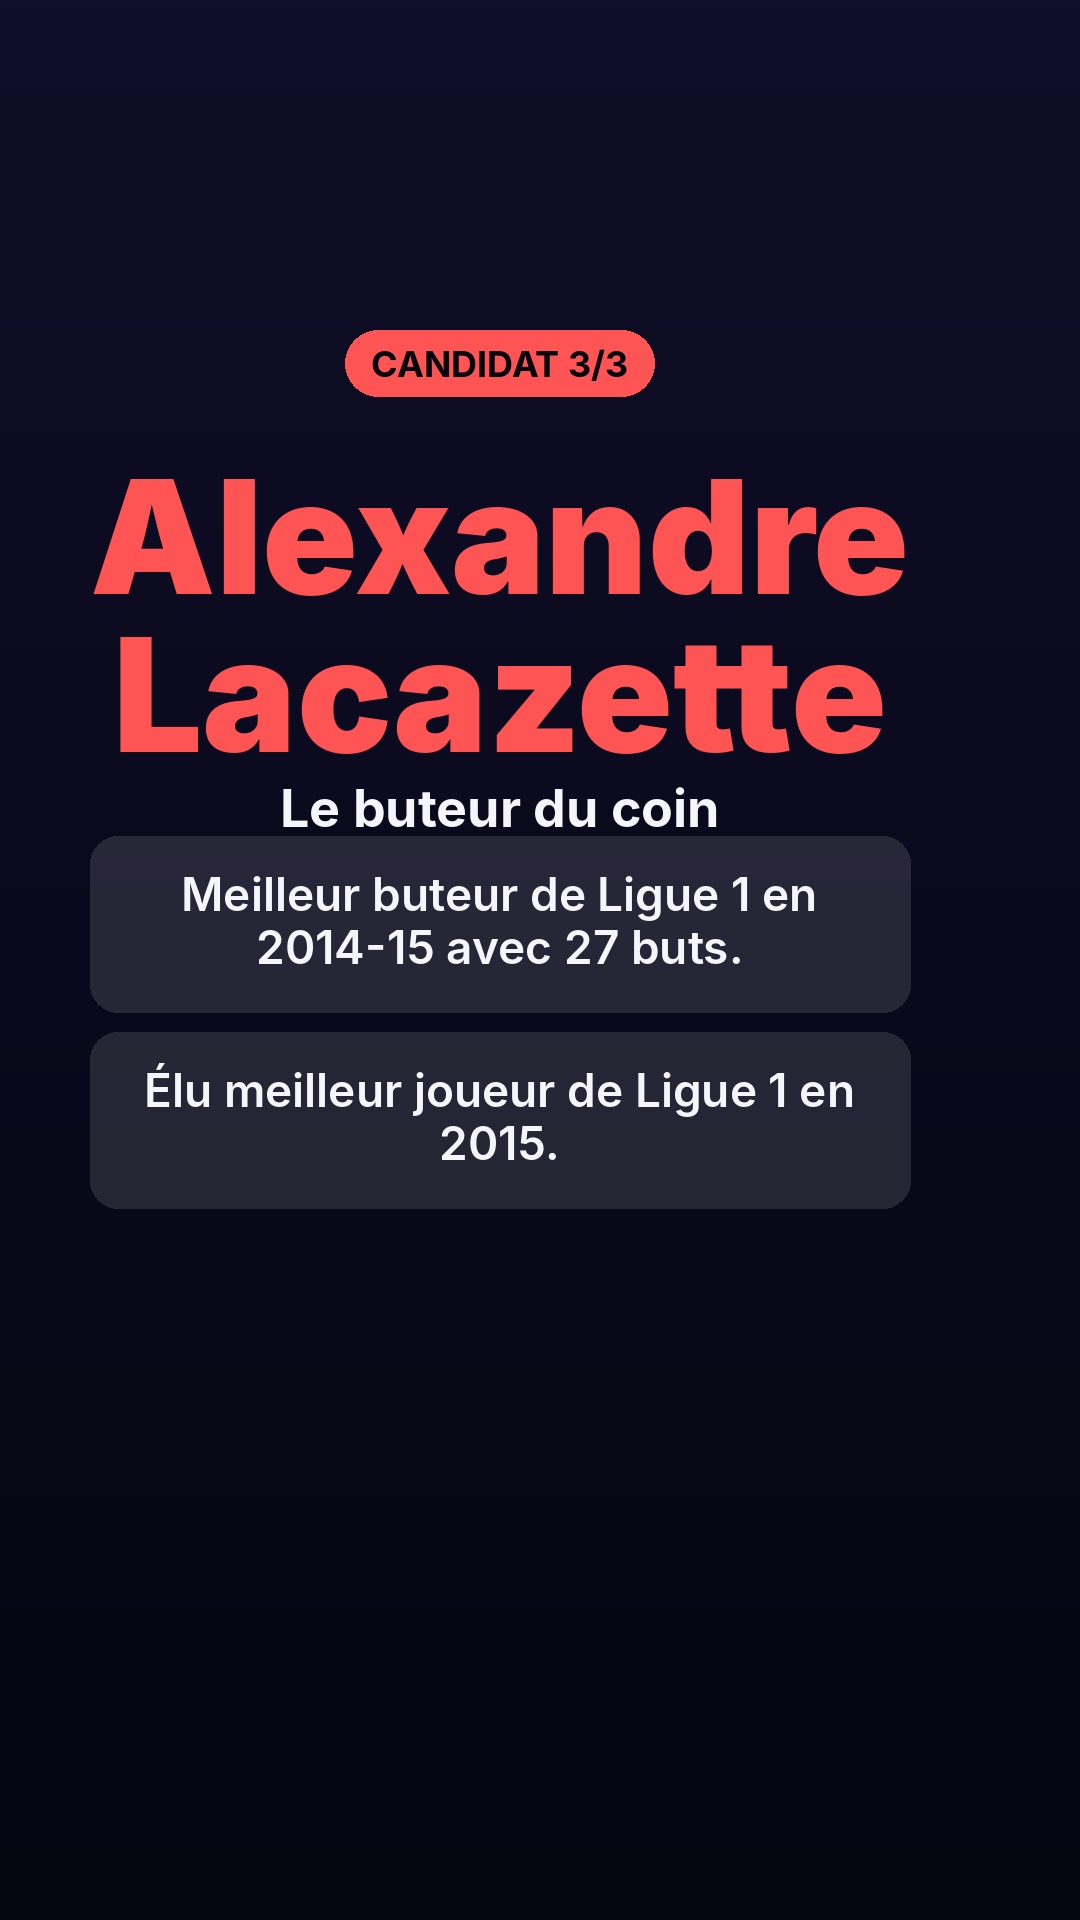 CANDIDAT 3/3
Alexandre
Lacazette
Le buteur du coin
Meilleur buteur de Ligue 1 en
2014-15 avec 27 buts.
Élu meilleur joueur de Ligue 1 en
2015.